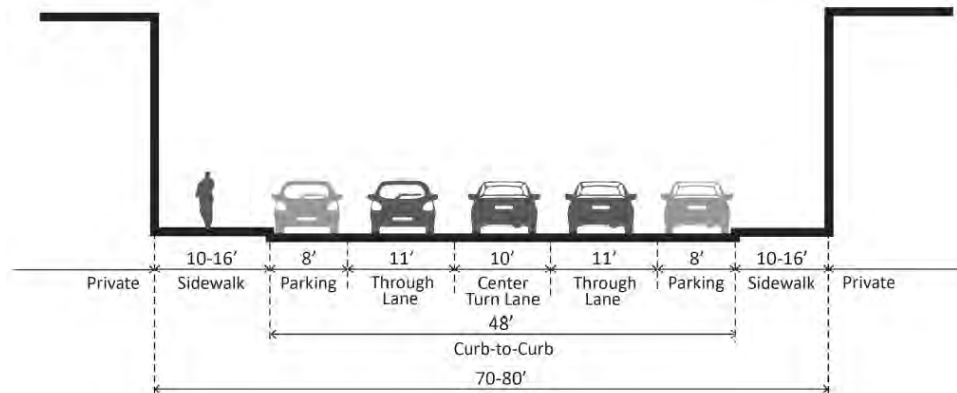 10-16’ 8’ 11’ 10’ 11’ 8’ 10-16’
Private Sidewalk Parking Through Lane Center Turn Lane Through Lane Parking Sidewalk Private
48’
Curb-to-Curb
70-80’